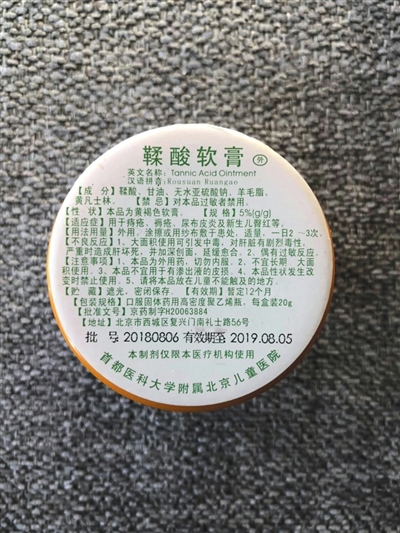 鞣酸软膏 外
英文名称:Tannic Acid Ointment
汉语拼音:Rousuan Ruangao
【成 分】鞣酸、甘油、无水亚硫酸钠、羊毛脂、
黄凡士林。 【禁 忌】对本品过敏者禁用。
【性 状】本品为黄褐色软膏。 【规 格】5%(g/g)
【适应症】用于痔疮、褥疮、尿布皮炎及新生儿臀红等。
【用法用量】外用。涂擦或用纱布敷于患处,适量,一日2~3次。
【不良反应】1、大面积使用可引发中毒,对肝脏有剧烈毒性,
严重时造成肝坏死,并加深创面,延缓愈合。2、偶有过敏反应。
【注意事项】1、本品为外用药,切勿内服。2、不宜长期 大面
积使用。3、本品不宜用于有渗出液的皮损。4、本品性状发生改
变时禁止使用。5、请将本品放在儿童不能触及的地方。
【贮 藏】遮光,密闭保存。【有效期】暂定12个月
【包装规格】口服固体药用高密度聚乙烯瓶,每盒装20g
【批准文号】京药制字H20063884
【地址】北京市西城区复兴门南礼士路56号
批 号:20180806 有效期至 2019.08.05
本制剂仅限本医疗机构使用
首都医科大学附属北京儿童医院